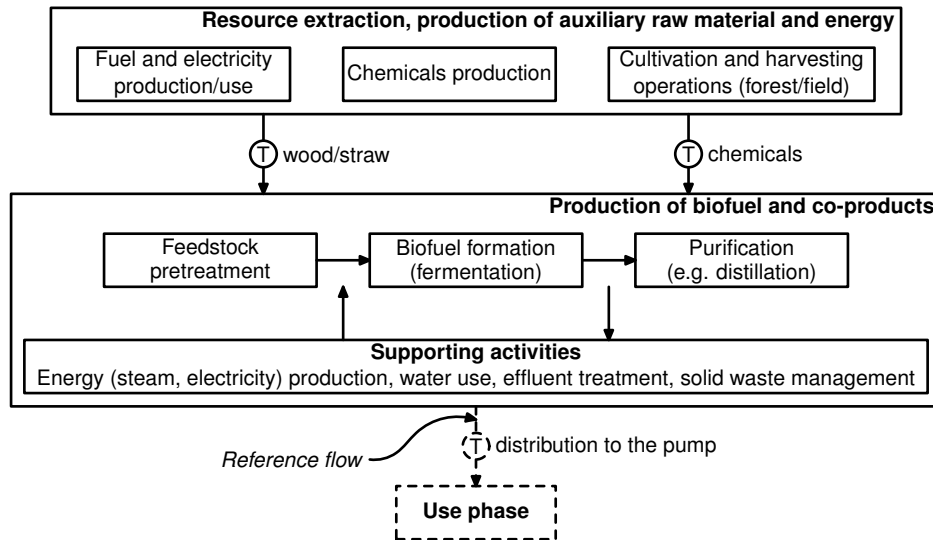 Resource extraction, production of auxiliary raw material and energy
Fuel and electricity
production/use
Chemicals production
Cultivation and harvesting
operations (forest/field)
T wood/straw
T chemicals
Production of biofuel and co-products
Feedstock
pretreatment
Biofuel formation
(fermentation)
Purification
(e.g. distillation)
Supporting activities
Energy (steam, electricity) production, water use, effluent treatment, solid waste management
T distribution to the pump
Reference flow
Use phase